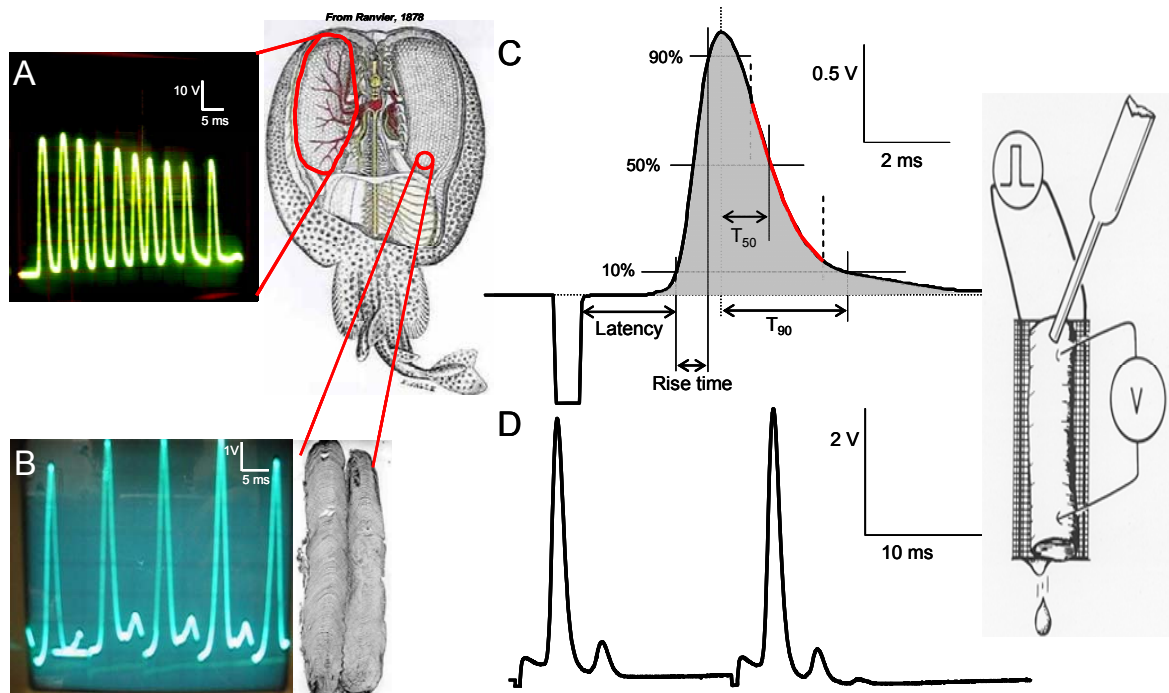 From Ranvier, 1878
A
10 V
5 ms
B
1V
5 ms
C
90%
50%
10%
T50
T90
Latency
Rise time
0.5 V
2 ms
D
2 V
10 ms
V